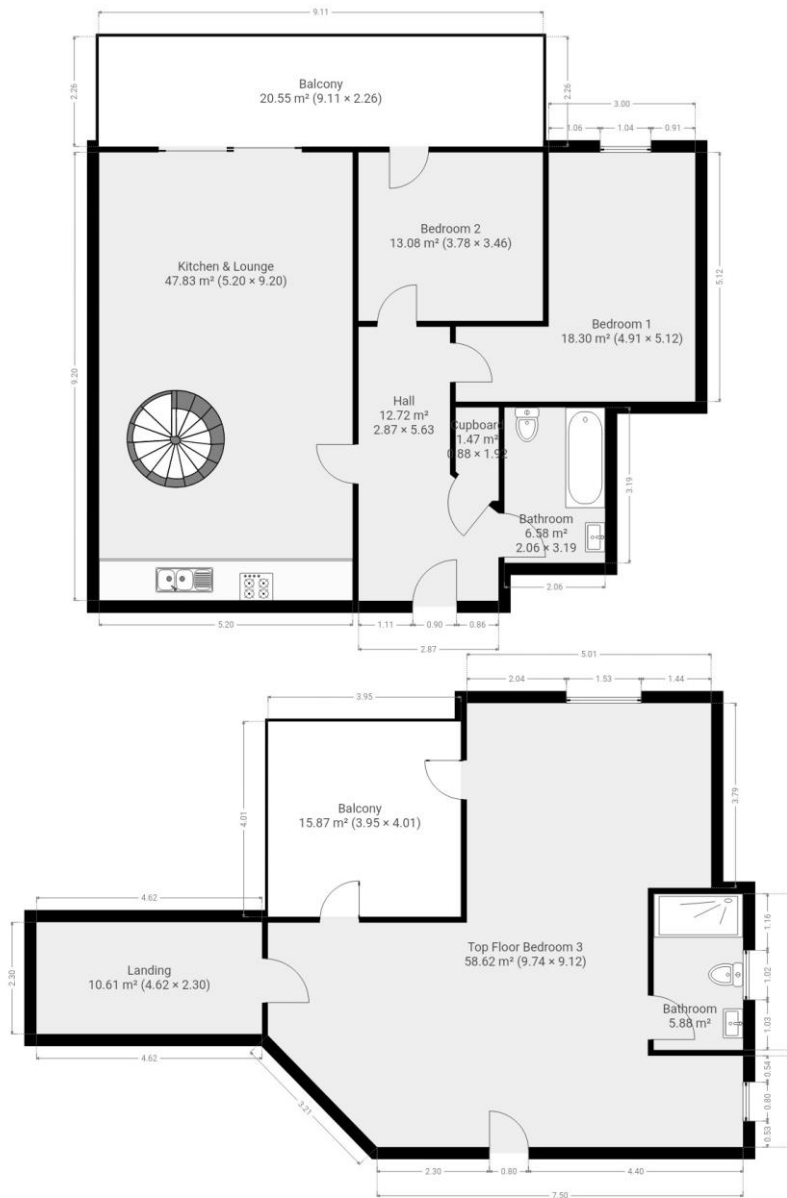 9.11
2.26
2.26
Balcony
20.55 m² (9.11 × 2.26)
3.00
1.06
1.04
0.91
9.20
5.12
Bedroom 2
13.08 m² (3.78 × 3.46)
Kitchen & Lounge
47.83 m² (5.20 × 9.20)
Bedroom 1
18.30 m² (4.91 × 5.12)
Hall
12.72 m²
2.87 × 5.63
Cupboard
1.47 m²
0.88 × 1.92
3.19
Bathroom
6.58 m²
2.06 × 3.19
2.06
5.20
1.11
0.90
0.86
2.87
5.01
2.04
1.53
1.44
3.95
4.01
3.79
Balcony
15.87 m² (3.95 × 4.01)
4.62
2.30
Landing
10.61 m² (4.62 × 2.30)
4.62
Top Floor Bedroom 3
58.62 m² (9.74 × 9.12)
1.16
1.02
1.03
Bathroom
5.88 m²
0.54
0.80
0.53
3.21
2.30
0.80
4.40
7.50